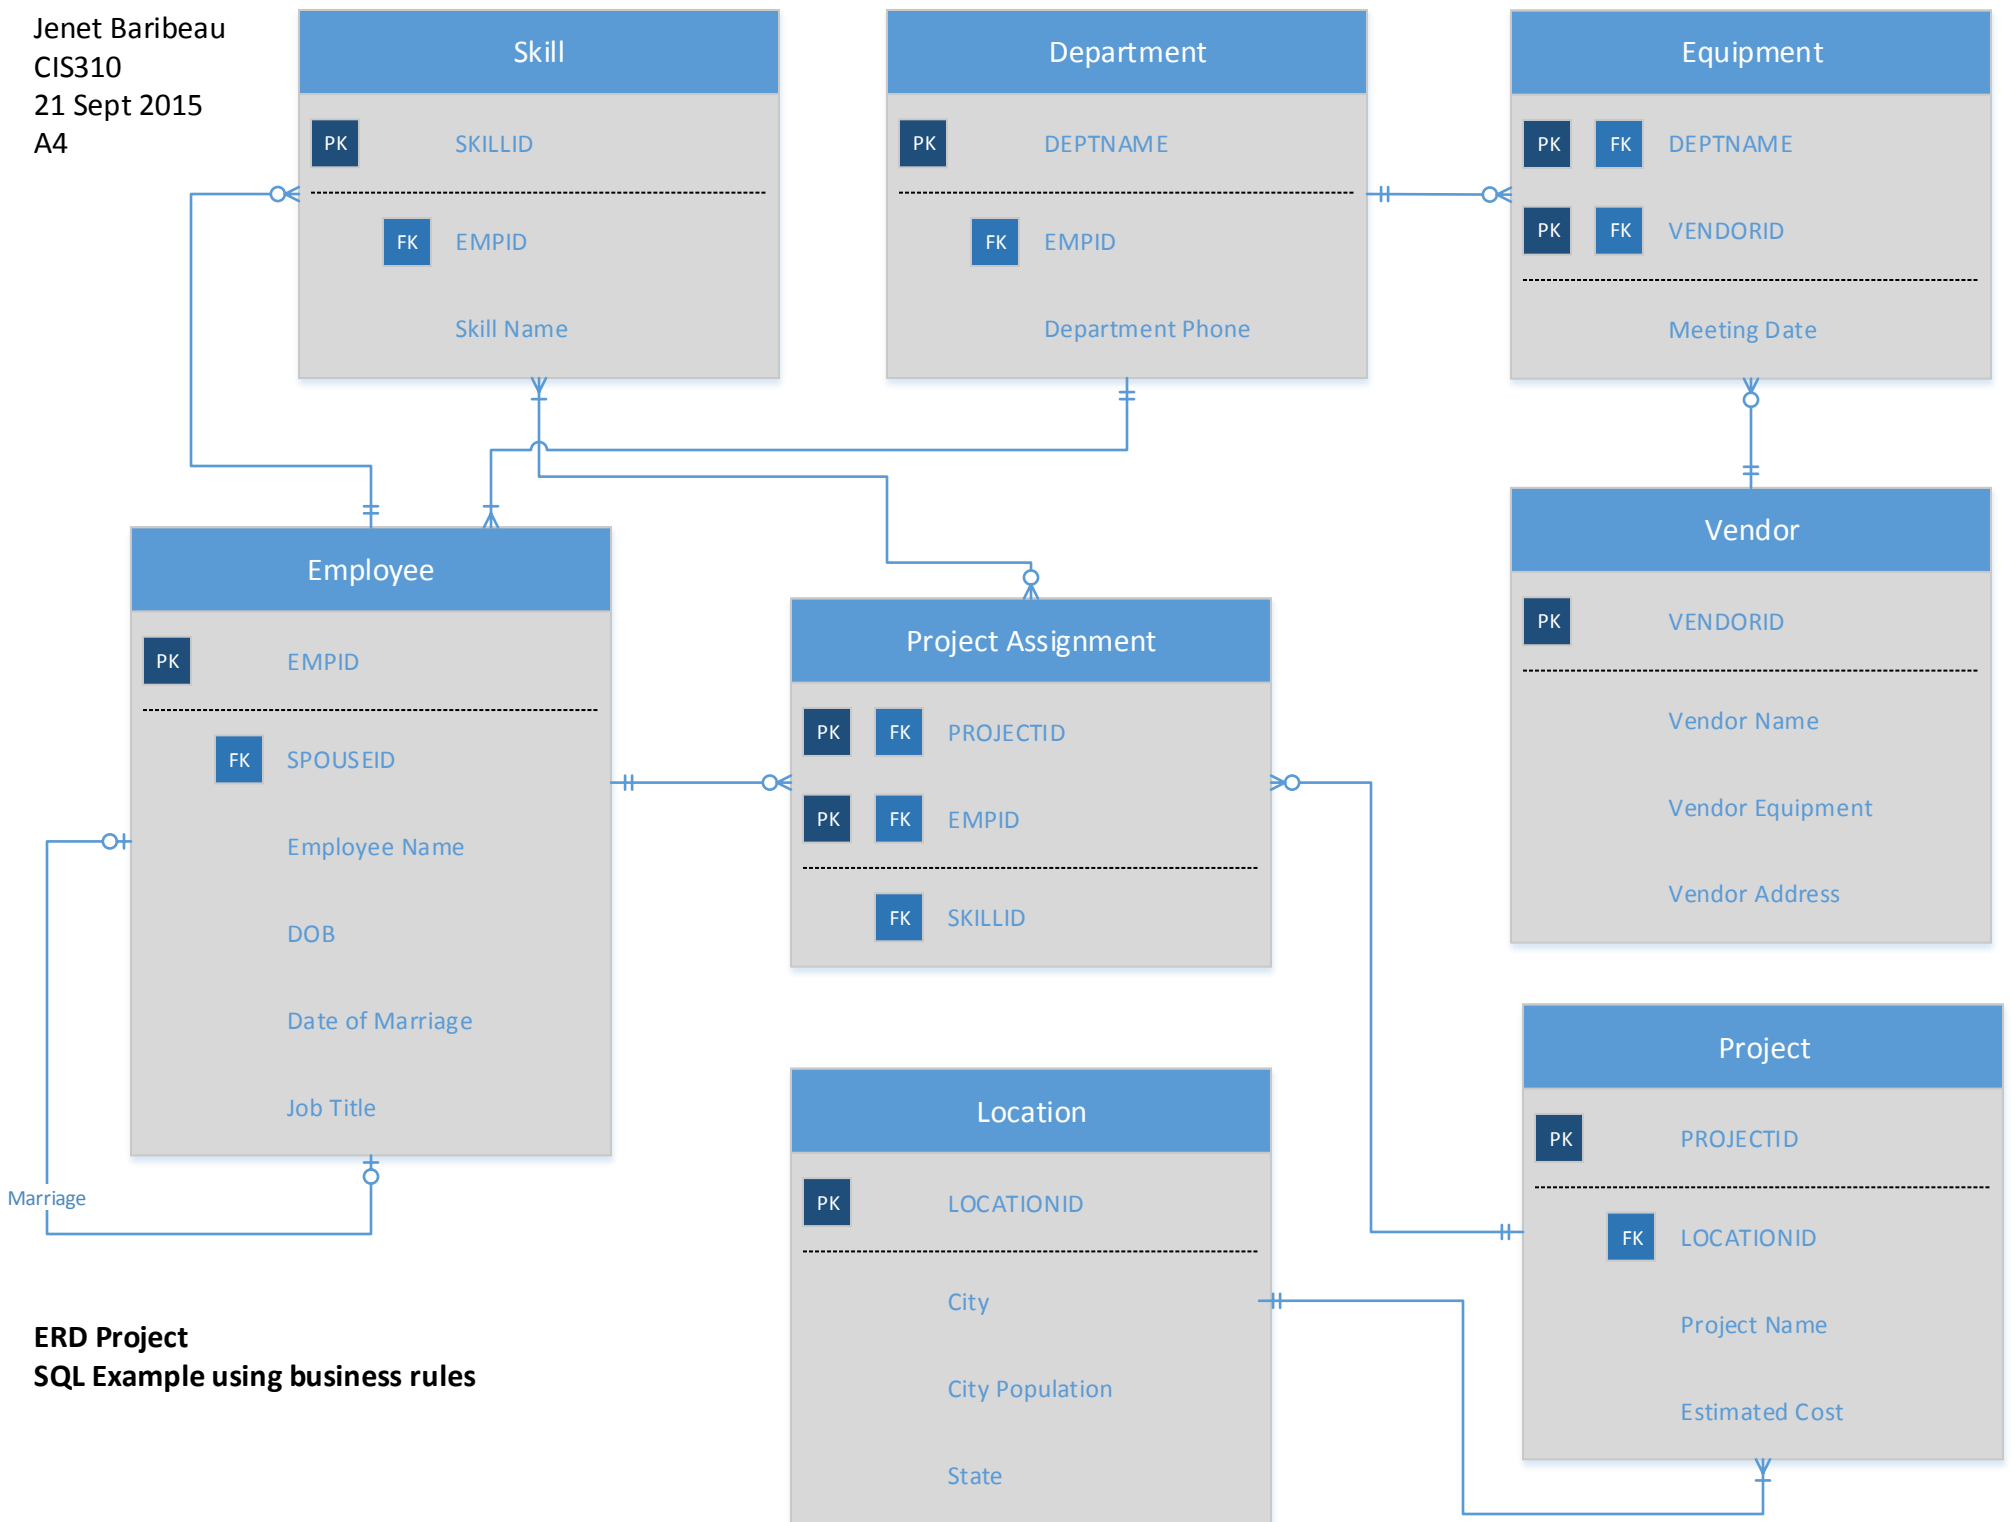 Jenet Baribeau
CIS310
21 Sept 2015
A4
Skill
PK SKILLID
FK EMPID
Skill Name
Department
PK DEPTNAME
FK EMPID
Department Phone
Equipment
PK FK DEPTNAME
PK FK VENDORID
Meeting Date
Employee
PK EMPID
FK SPOUSEID
Employee Name
DOB
Date of Marriage
Job Title
Marriage
Project Assignment
PK FK PROJECTID
PK FK EMPID
FK SKILLID
Vendor
PK VENDORID
Vendor Name
Vendor Equipment
Vendor Address
Location
PK LOCATIONID
City
City Population
State
Project
PK PROJECTID
FK LOCATIONID
Project Name
Estimated Cost
ERD Project
SQL Example using business rules